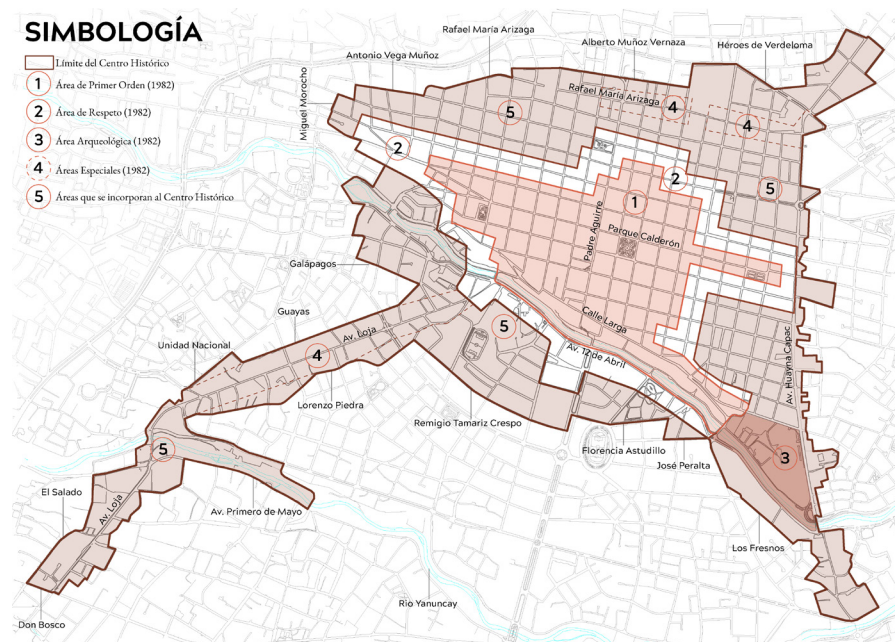 SIMBOLOGÍA
Límite del Centro Histórico
1 Área de Primer Orden (1982)
2 Área de Respeto (1982)
3 Área Arqueológica (1982)
4 Áreas Especiales (1982)
5 Áreas que se incorporan al Centro Histórico
Rafael María Arizaga
Antonio Vega Muñoz
Alberto Muñoz Vernaza
Héroes de Verdeloma
Miguel Morocho
Rafael María Arizaga
5
4
4
2
2
5
1
Padre Aguirre
Parque Calderón
Galápagos
Guayas
Calle Larga
Av. Loja
5
Av. 12 de Abril
Unidad Nacional
4
Av. Huayna Capac
Lorenzo Piedra
Remigio Tamariz Crespo
Florencia Astudillo
5
José Peralta
3
El Salado
Av. Loja
Av. Primero de Mayo
Los Fresnos
Rio Yanuncay
Don Bosco